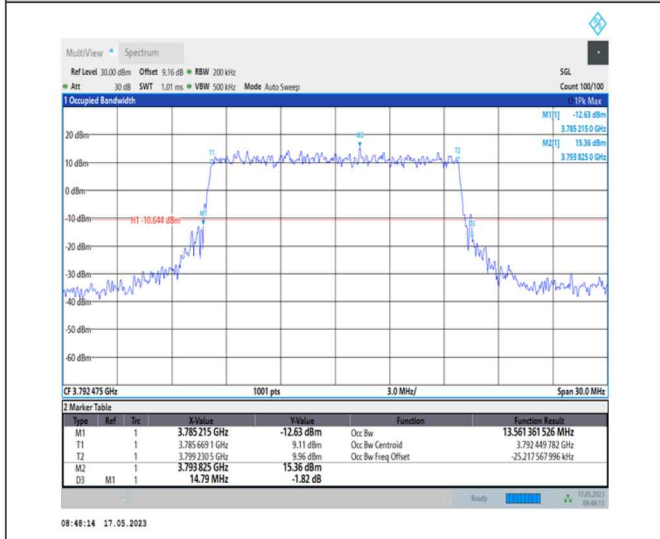 MultiView Spectrum
Ref Level 30.00 dBm Offset 9.16 dB RBW 200 kHz SGL
Att 30 dB SWT 1.01 ms VBW 500 kHz Mode Auto Sweep Count 100/100
1 Occupied Bandwidth 1Pk Max
M1[1] -12.63 dBm
3.785 215 0 GHz
M2[1] 15.36 dBm
3.793 825 0 GHz
20 dBm
M2
T1 T2
10 dBm
0 dBm
-10 dBm
H1 -10.644 dBm
M1
D3
-20 dBm
-30 dBm
-40 dBm
-50 dBm
-60 dBm
CF 3.792 475 GHz 1001 pts 3.0 MHz/ Span 30.0 MHz
2 Marker Table
Type Ref Trc X-Value Y-Value Function Function Result
M1 1 3.785 215 GHz -12.63 dBm Occ Bw 13.561 361 526 MHz
T1 1 3.785 669 1 GHz 9.11 dBm Occ Bw Centroid 3.792 449 782 GHz
T2 1 3.799 230 5 GHz 9.96 dBm Occ Bw Freq Offset -25.217 567 996 kHz
M2 1 3.793 825 GHz 15.36 dBm
D3 M1 1 14.79 MHz -1.82 dB
Ready 17.05.2023
08:48:13
08:48:14 17.05.2023